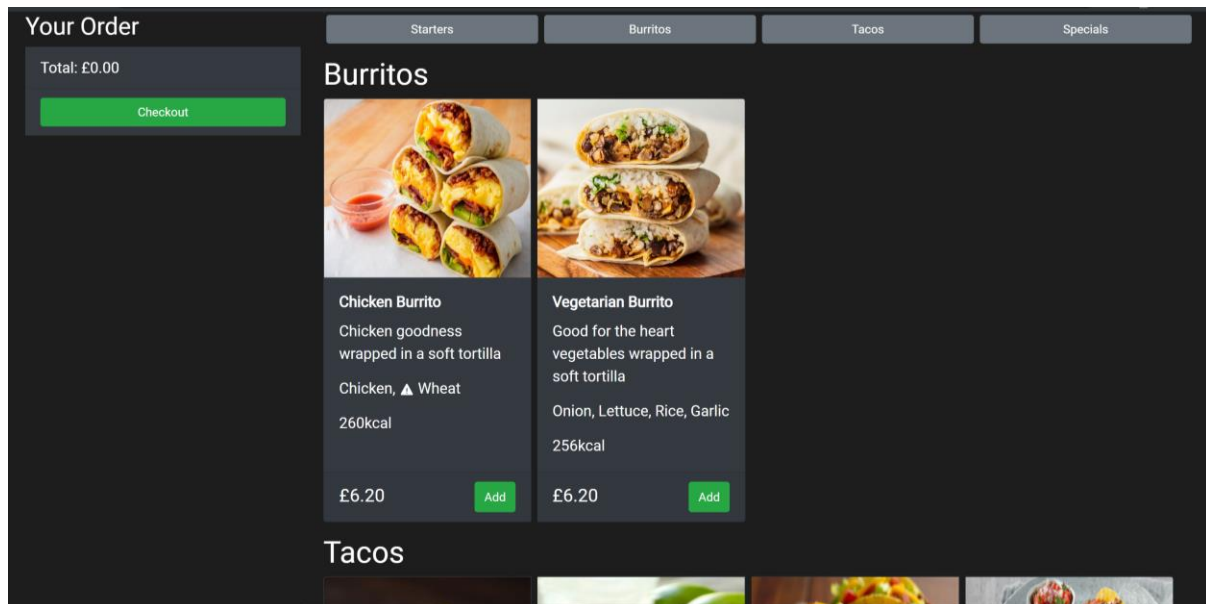 Your Order
Total: £0.00
Checkout
Starters
Burritos
Tacos
Specials
Burritos
Chicken Burrito
Chicken goodness
wrapped in a soft tortilla
Chicken, ⚠ Wheat
260kcal
£6.20
Add
Vegetarian Burrito
Good for the heart
vegetables wrapped in a
soft tortilla
Onion, Lettuce, Rice, Garlic
256kcal
£6.20
Add
Tacos